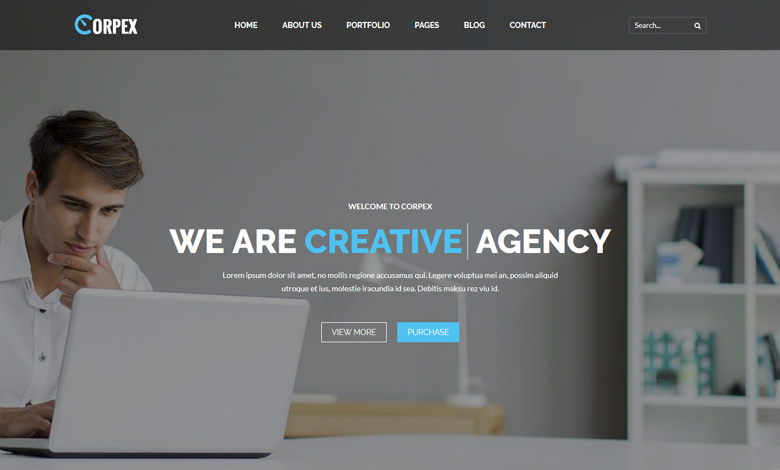 CORPEX
HOME ABOUT US PORTFOLIO PAGES BLOG CONTACT Search...
WELCOME TO CORPEX
WE ARE CREATIVE AGENCY
Lorem ipsum dolor sit amet, no mollis regione accusamus qui. Legere voluptua mei an, possim aliquid
utroque et ius, molestie iracundia id sea. Debitis maksu rez viu id.
VIEW MORE PURCHASE